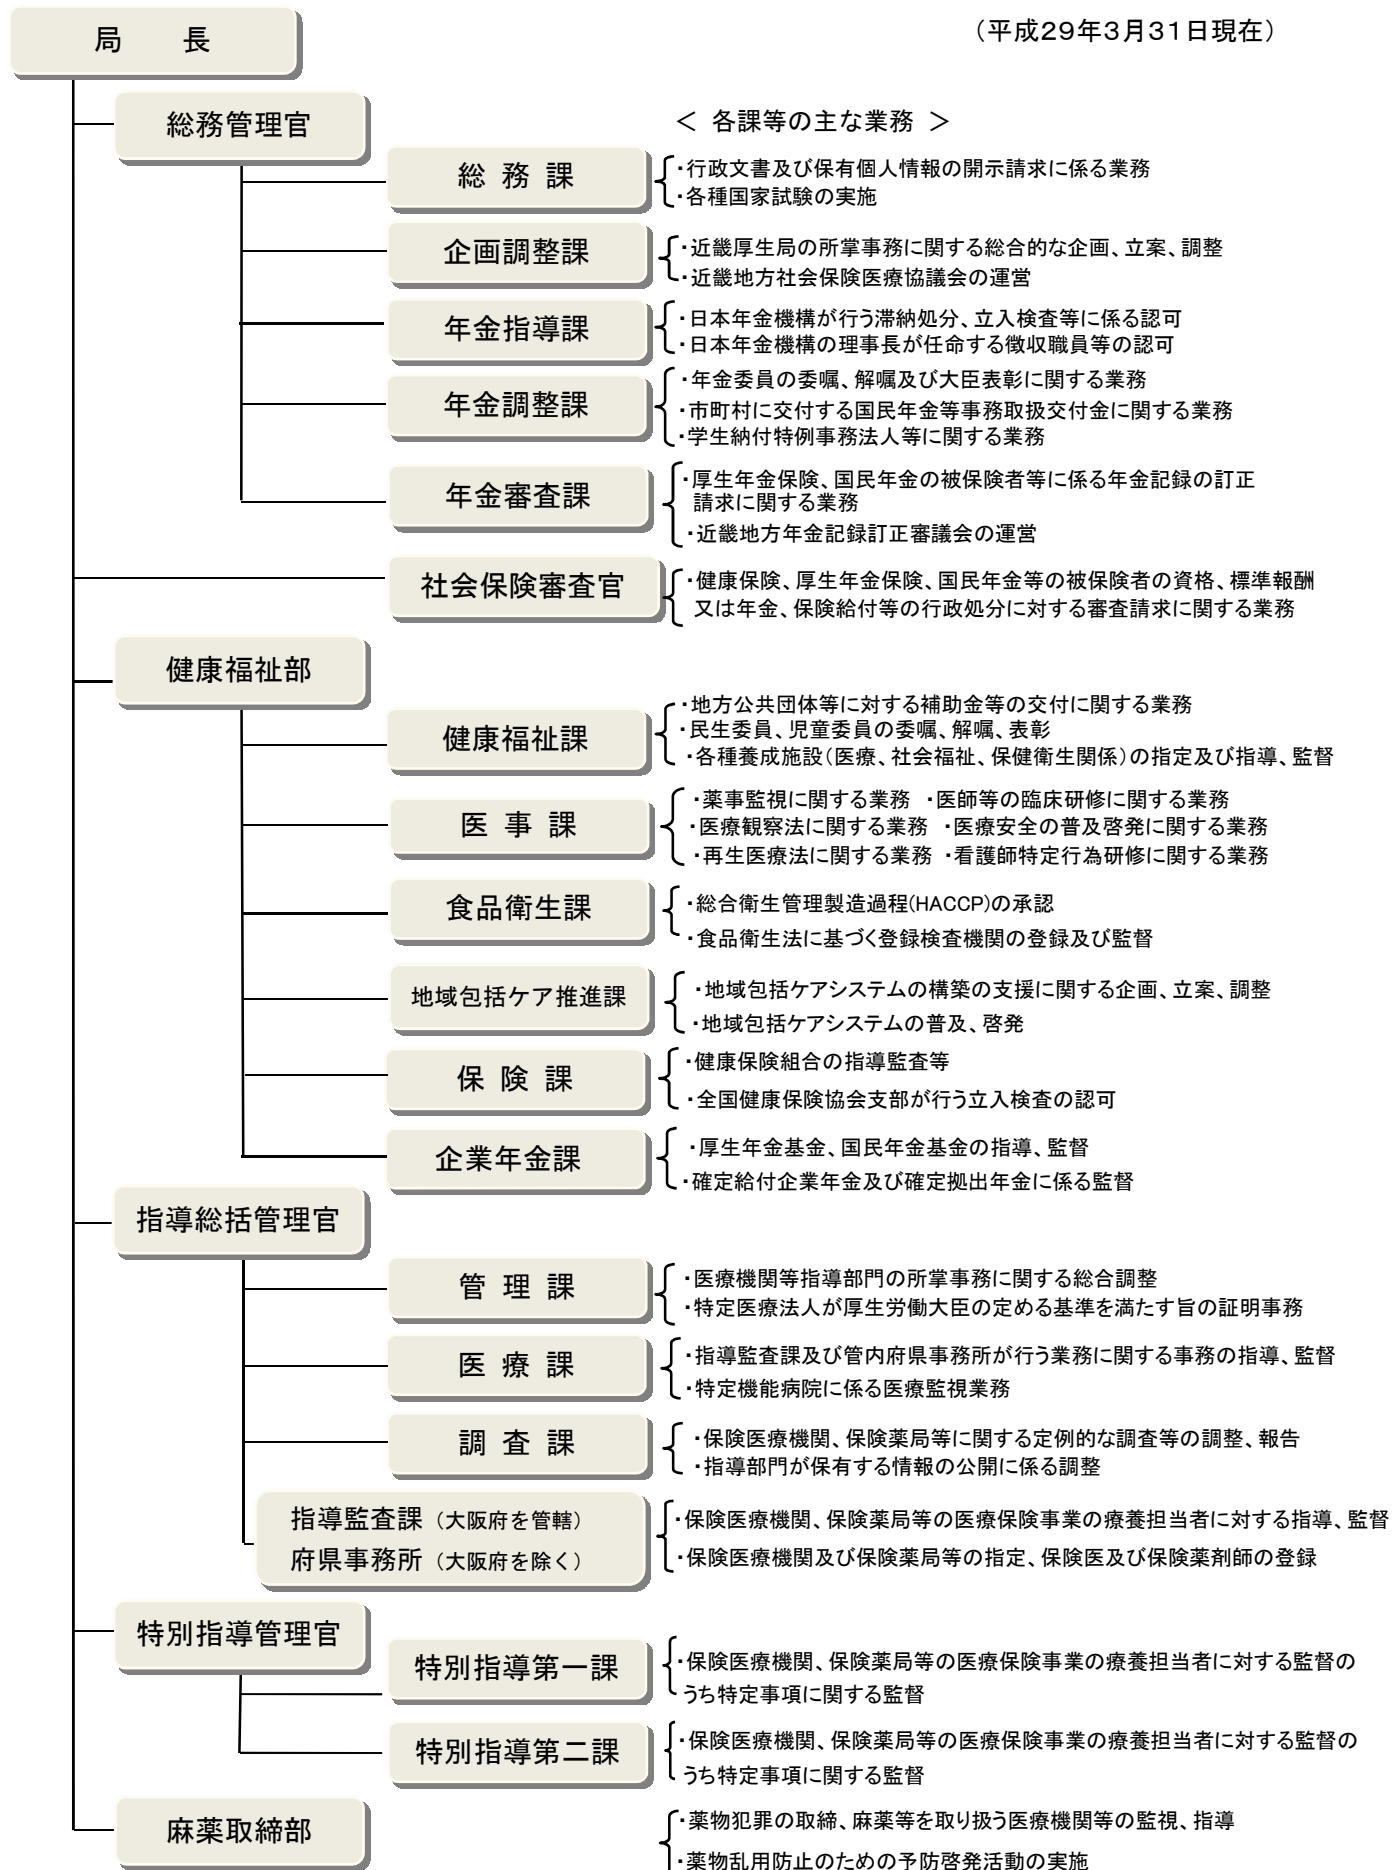 局　　長
（平成29年3月31日現在）
総務管理官
＜ 各課等の主な業務 ＞
総 務 課
・行政文書及び保有個人情報の開示請求に係る業務
・各種国家試験の実施
企画調整課
・近畿厚生局の所掌事務に関する総合的な企画、立案、調整
・近畿地方社会保険医療協議会の運営
年金指導課
・日本年金機構が行う滞納処分、立入検査等に係る認可
・日本年金機構の理事長が任命する徴収職員等の認可
年金調整課
・年金委員の委嘱、解嘱及び大臣表彰に関する業務
・市町村に交付する国民年金等事務取扱交付金に関する業務
・学生納付特例事務法人等に関する業務
年金審査課
・厚生年金保険、国民年金の被保険者等に係る年金記録の訂正
請求に関する業務
・近畿地方年金記録訂正審議会の運営
社会保険審査官
・健康保険、厚生年金保険、国民年金等の被保険者の資格、標準報酬
又は年金、保険給付等の行政処分に対する審査請求に関する業務
健康福祉部
健康福祉課
・地方公共団体等に対する補助金等の交付に関する業務
・民生委員、児童委員の委嘱、解嘱、表彰
・各種養成施設（医療、社会福祉、保健衛生関係）の指定及び指導、監督
医 事 課
・薬事監視に関する業務 ・医師等の臨床研修に関する業務
・医療観察法に関する業務 ・医療安全の普及啓発に関する業務
・再生医療法に関する業務 ・看護師特定行為研修に関する業務
食品衛生課
・総合衛生管理製造過程(HACCP)の承認
・食品衛生法に基づく登録検査機関の登録及び監督
地域包括ケア推進課
・地域包括ケアシステムの構築の支援に関する企画、立案、調整
・地域包括ケアシステムの普及、啓発
保 険 課
・健康保険組合の指導監査等
・全国健康保険協会支部が行う立入検査の認可
企業年金課
・厚生年金基金、国民年金基金の指導、監督
・確定給付企業年金及び確定拠出年金に係る監督
指導総括管理官
管 理 課
・医療機関等指導部門の所掌事務に関する総合調整
・特定医療法人が厚生労働大臣の定める基準を満たす旨の証明事務
医 療 課
・指導監査課及び管内府県事務所が行う業務に関する事務の指導、監督
・特定機能病院に係る医療監視業務
調 査 課
・保険医療機関、保険薬局等に関する定例的な調査等の調整、報告
・指導部門が保有する情報の公開に係る調整
指導監査課（大阪府を管轄）
府県事務所（大阪府を除く）
・保険医療機関、保険薬局等の医療保険事業の療養担当者に対する指導、監督
・保険医療機関及び保険薬局等の指定、保険医及び保険薬剤師の登録
特別指導管理官
特別指導第一課
・保険医療機関、保険薬局等の医療保険事業の療養担当者に対する監督の
うち特定事項に関する監督
特別指導第二課
・保険医療機関、保険薬局等の医療保険事業の療養担当者に対する監督の
うち特定事項に関する監督
麻薬取締部
・薬物犯罪の取締、麻薬等を取り扱う医療機関等の監視、指導
・薬物乱用防止のための予防啓発活動の実施